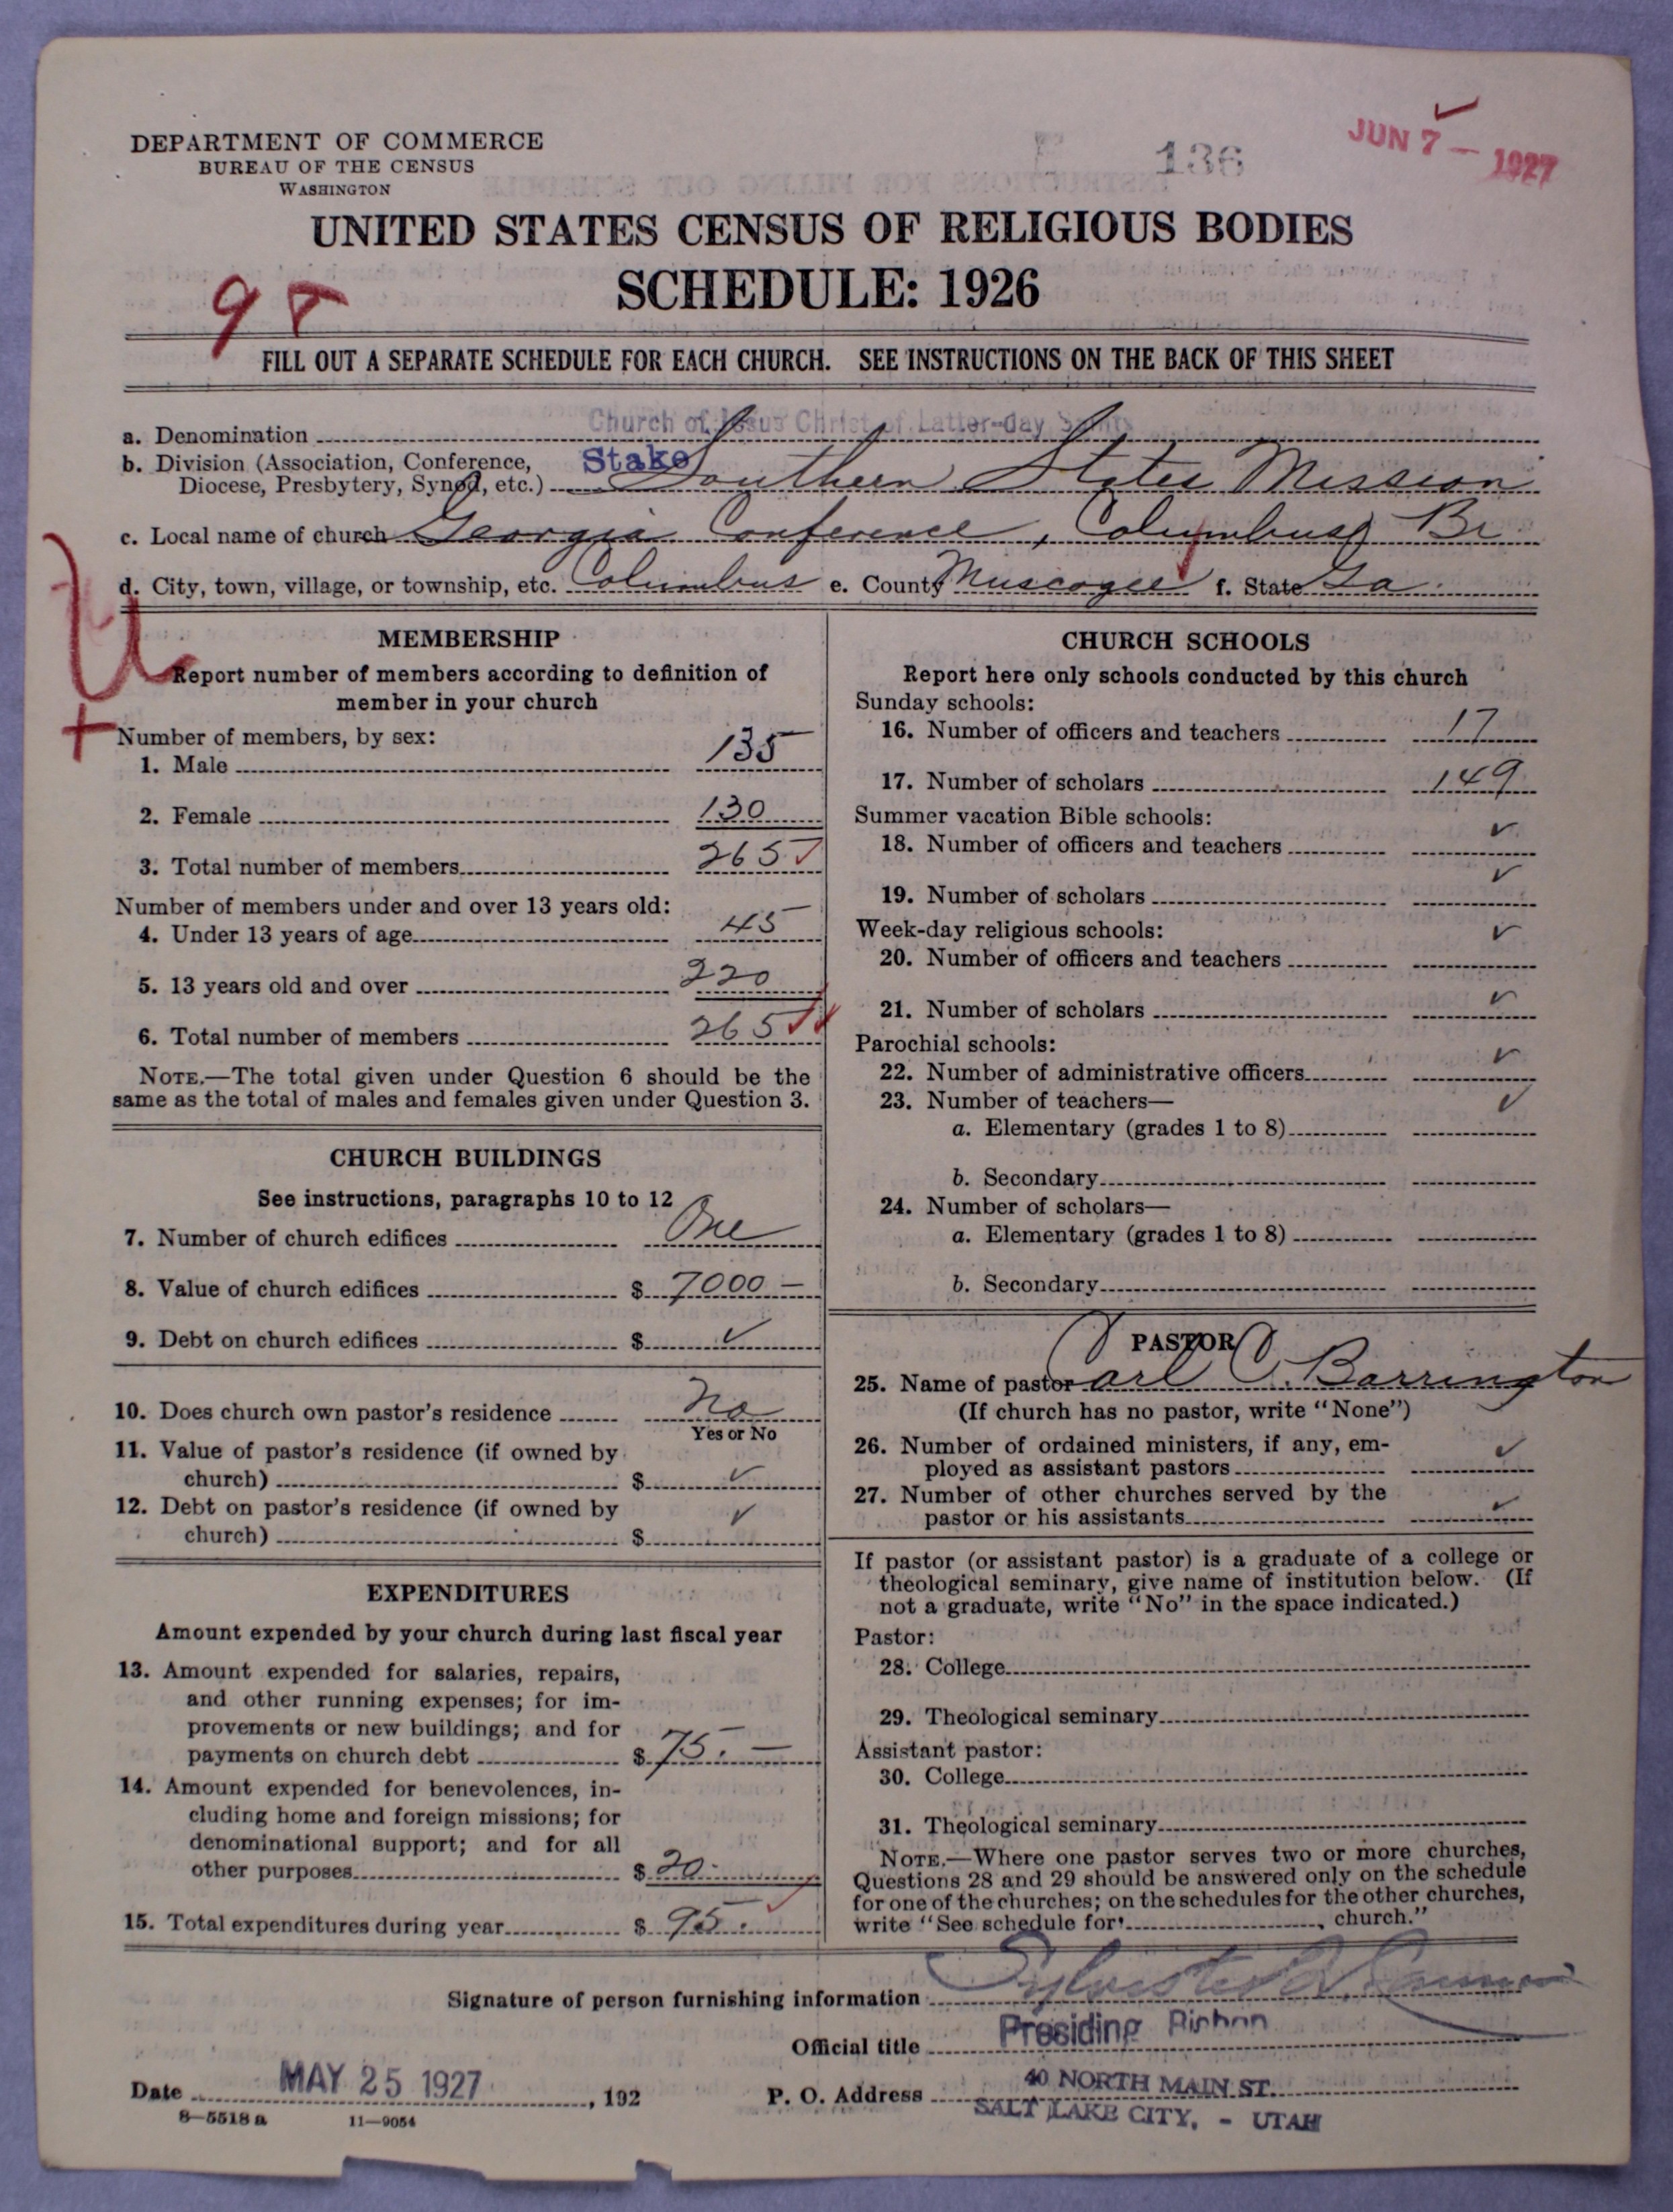 DEPARTMENT OF COMMERCE
BUREAU OF THE CENSUS
WASHINGTON
136
JUN 7 - 1927
UNITED STATES CENSUS OF RELIGIOUS BODIES
SCHEDULE: 1926
FILL OUT A SEPARATE SCHEDULE FOR EACH CHURCH. SEE INSTRUCTIONS ON THE BACK OF THIS SHEET
a. Denomination Church of Jesus Christ of Latter-day Saints
b. Division (Association, Conference, Diocese, Presbytery, Synod, etc.) Stake Southern States Mission
c. Local name of church Georgia Conference, Columbus Br.
d. City, town, village, or township, etc. Columbus e. County Muscogee f. State Ga.
MEMBERSHIP
Report number of members according to definition of
member in your church
Number of members, by sex:
1. Male 135
2. Female 130
3. Total number of members 265 ✓
Number of members under and over 13 years old:
4. Under 13 years of age 45
5. 13 years old and over 220
6. Total number of members 265 ✓
NOTE.—The total given under Question 6 should be the
same as the total of males and females given under Question 3.
CHURCH BUILDINGS
See instructions, paragraphs 10 to 12
7. Number of church edifices One
8. Value of church edifices $ 7000 —
9. Debt on church edifices $ ✓
10. Does church own pastor's residence No
Yes or No
11. Value of pastor's residence (if owned by
church) $ ✓
12. Debt on pastor's residence (if owned by
church) $ ✓
EXPENDITURES
Amount expended by your church during last fiscal year
13. Amount expended for salaries, repairs,
and other running expenses; for im-
provements or new buildings; and for
payments on church debt $ 75. —
14. Amount expended for benevolences, in-
cluding home and foreign missions; for
denominational support; and for all
other purposes $ 20.
15. Total expenditures during year $ 95.
CHURCH SCHOOLS
Report here only schools conducted by this church
Sunday schools:
16. Number of officers and teachers 17
17. Number of scholars 149
Summer vacation Bible schools:
18. Number of officers and teachers ✓
19. Number of scholars ✓
Week-day religious schools:
20. Number of officers and teachers ✓
21. Number of scholars ✓
Parochial schools:
22. Number of administrative officers ✓
23. Number of teachers—
a. Elementary (grades 1 to 8) ✓
b. Secondary
24. Number of scholars—
a. Elementary (grades 1 to 8)
b. Secondary
PASTOR
25. Name of pastor Carl C. Barrington
(If church has no pastor, write "None")
26. Number of ordained ministers, if any, em-
ployed as assistant pastors ✓
27. Number of other churches served by the
pastor or his assistants ✓
If pastor (or assistant pastor) is a graduate of a college or
theological seminary, give name of institution below. (If
not a graduate, write "No" in the space indicated.)
Pastor:
28. College
29. Theological seminary
Assistant pastor:
30. College
31. Theological seminary
NOTE.—Where one pastor serves two or more churches,
Questions 28 and 29 should be answered only on the schedule
for one of the churches; on the schedules for the other churches,
write "See schedule for , church."
Signature of person furnishing information Sylvester Q. Cannon
Official title Presiding Bishop
Date MAY 25 1927, 192 P. O. Address 40 NORTH MAIN ST.
SALT LAKE CITY, - UTAH
8—5518 a 11—9054